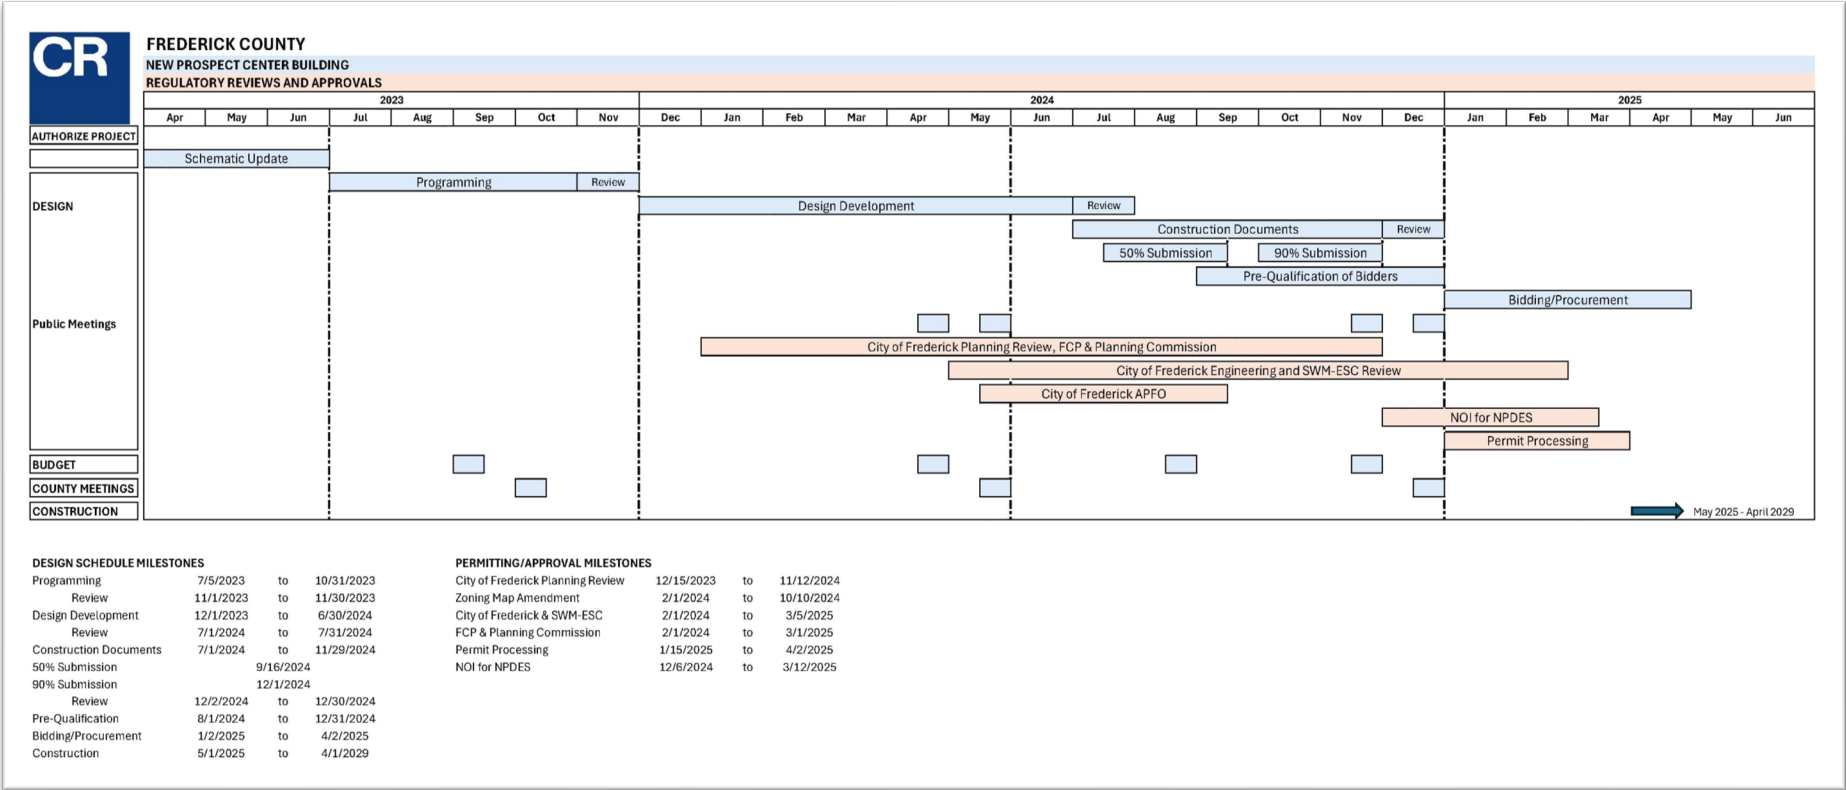 CR
FREDERICK COUNTY
NEW PROSPECT CENTER BUILDING
REGULATORY REVIEWS AND APPROVALS
2023 2024 2025
Apr May Jun Jul Aug Sep Oct Nov Dec Jan Feb Mar Apr May Jun Jul Aug Sep Oct Nov Dec Jan Feb Mar Apr May Jun
AUTHORIZE PROJECT
Schematic Update
Programming Review
DESIGN Design Development Review
Construction Documents Review
50% Submission 90% Submission
Pre-Qualification of Bidders
Bidding/Procurement
Public Meetings
City of Frederick Planning Review, FCP & Planning Commission
City of Frederick Engineering and SWM-ESC Review
City of Frederick APFO
NOI for NPDES
Permit Processing
BUDGET
COUNTY MEETINGS
CONSTRUCTION May 2025 - April 2029
DESIGN SCHEDULE MILESTONES
Programming 7/5/2023 to 10/31/2023
Review 11/1/2023 to 11/30/2023
Design Development 12/1/2023 to 6/30/2024
Review 7/1/2024 to 7/31/2024
Construction Documents 7/1/2024 to 11/29/2024
50% Submission 9/16/2024
90% Submission 12/1/2024
Review 12/2/2024 to 12/30/2024
Pre-Qualification 8/1/2024 to 12/31/2024
Bidding/Procurement 1/2/2025 to 4/2/2025
Construction 5/1/2025 to 4/1/2029
PERMITTING/APPROVAL MILESTONES
City of Frederick Planning Review 12/15/2023 to 11/12/2024
Zoning Map Amendment 2/1/2024 to 10/10/2024
City of Frederick & SWM-ESC 2/1/2024 to 3/5/2025
FCP & Planning Commission 2/1/2024 to 3/1/2025
Permit Processing 1/15/2025 to 4/2/2025
NOI for NPDES 12/6/2024 to 3/12/2025